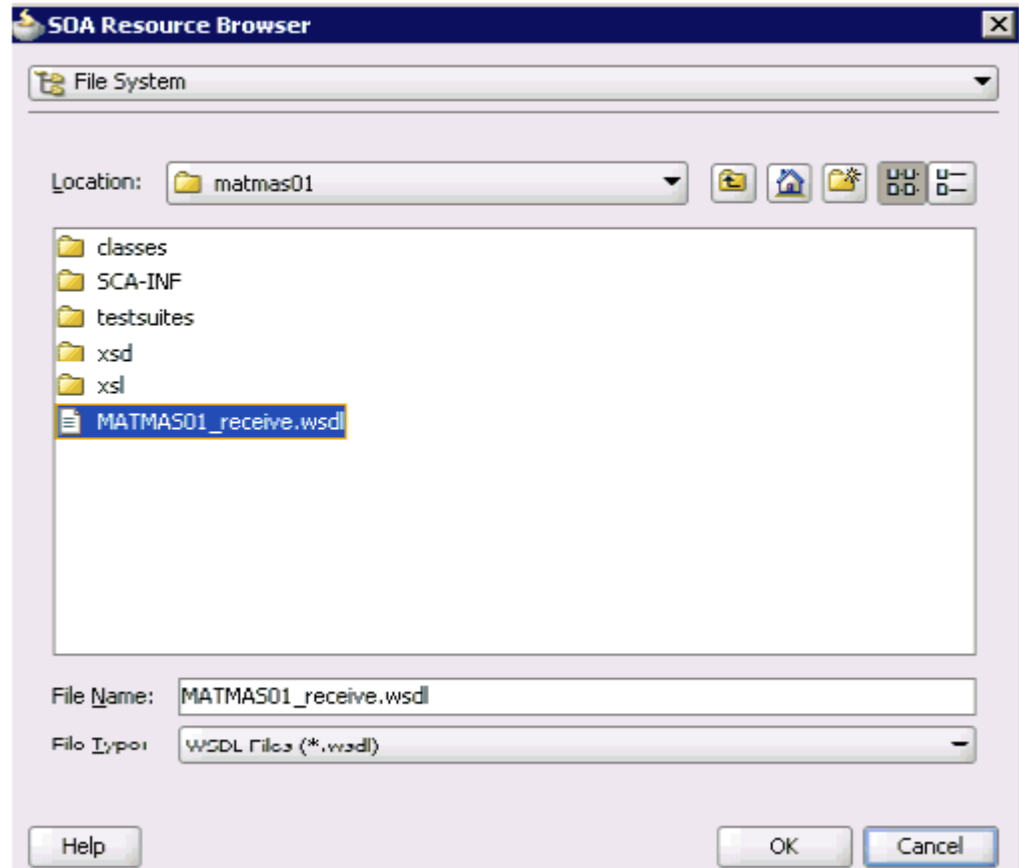 SOA Resource Browser
File System
Location: matmas01
classes
SCA-INF
testsuites
xsd
xsl
MATMAS01_receive.wsdl
File Name: MATMAS01_receive.wsdl
File Type: WSDL Files (*.wsdl)
Help OK Cancel